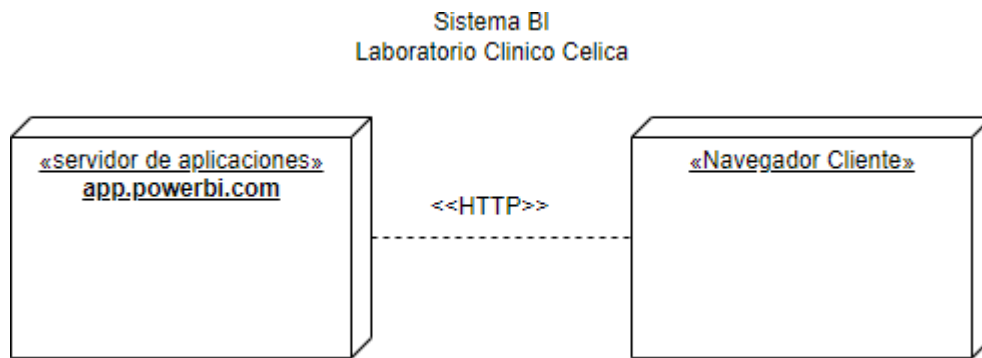 Sistema BI
Laboratorio Clinico Celica
«servidor de aplicaciones»
app.powerbi.com
<<HTTP>>
«Navegador Cliente»